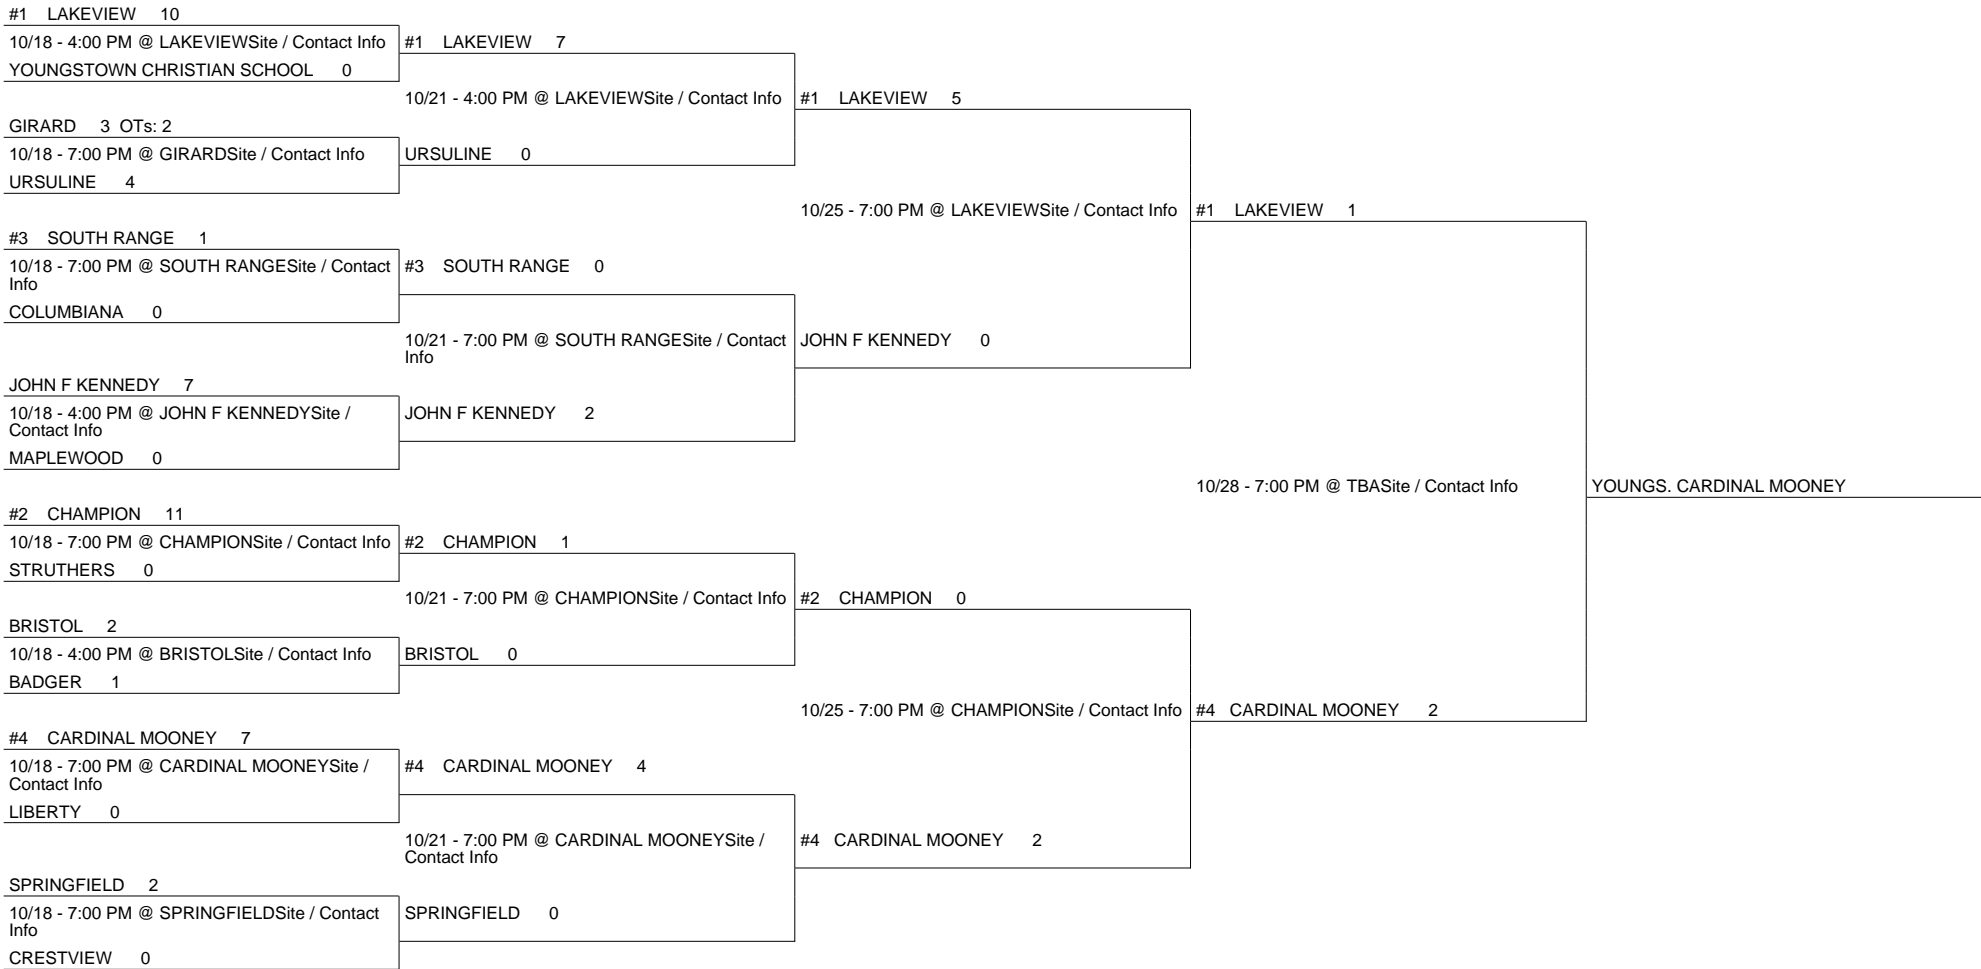 #1 LAKEVIEW 10
10/18 - 4:00 PM @ LAKEVIEWSite / Contact Info
YOUNGSTOWN CHRISTIAN SCHOOL 0
GIRARD 3 OTs: 2
10/18 - 7:00 PM @ GIRARDSite / Contact Info
URSULINE 4
#3 SOUTH RANGE 1
10/18 - 7:00 PM @ SOUTH RANGESite / Contact
Info
COLUMBIANA 0
JOHN F KENNEDY 7
10/18 - 4:00 PM @ JOHN F KENNEDYSite /
Contact Info
MAPLEWOOD 0
#2 CHAMPION 11
10/18 - 7:00 PM @ CHAMPIONSite / Contact Info
STRUTHERS 0
BRISTOL 2
10/18 - 4:00 PM @ BRISTOLSite / Contact Info
BADGER 1
#4 CARDINAL MOONEY 7
10/18 - 7:00 PM @ CARDINAL MOONEYSite /
Contact Info
LIBERTY 0
SPRINGFIELD 2
10/18 - 7:00 PM @ SPRINGFIELDSite / Contact
Info
CRESTVIEW 0
#1 LAKEVIEW 7
10/21 - 4:00 PM @ LAKEVIEWSite / Contact Info
URSULINE 0
#3 SOUTH RANGE 0
10/21 - 7:00 PM @ SOUTH RANGESite / Contact
Info
JOHN F KENNEDY 2
#2 CHAMPION 1
10/21 - 7:00 PM @ CHAMPIONSite / Contact Info
BRISTOL 0
#4 CARDINAL MOONEY 4
10/21 - 7:00 PM @ CARDINAL MOONEYSite /
Contact Info
SPRINGFIELD 0
#1 LAKEVIEW 5
10/25 - 7:00 PM @ LAKEVIEWSite / Contact Info
JOHN F KENNEDY 0
#2 CHAMPION 0
10/25 - 7:00 PM @ CHAMPIONSite / Contact Info
#4 CARDINAL MOONEY 2
#1 LAKEVIEW 1
10/28 - 7:00 PM @ TBASite / Contact Info
#4 CARDINAL MOONEY 2
YOUNGS. CARDINAL MOONEY